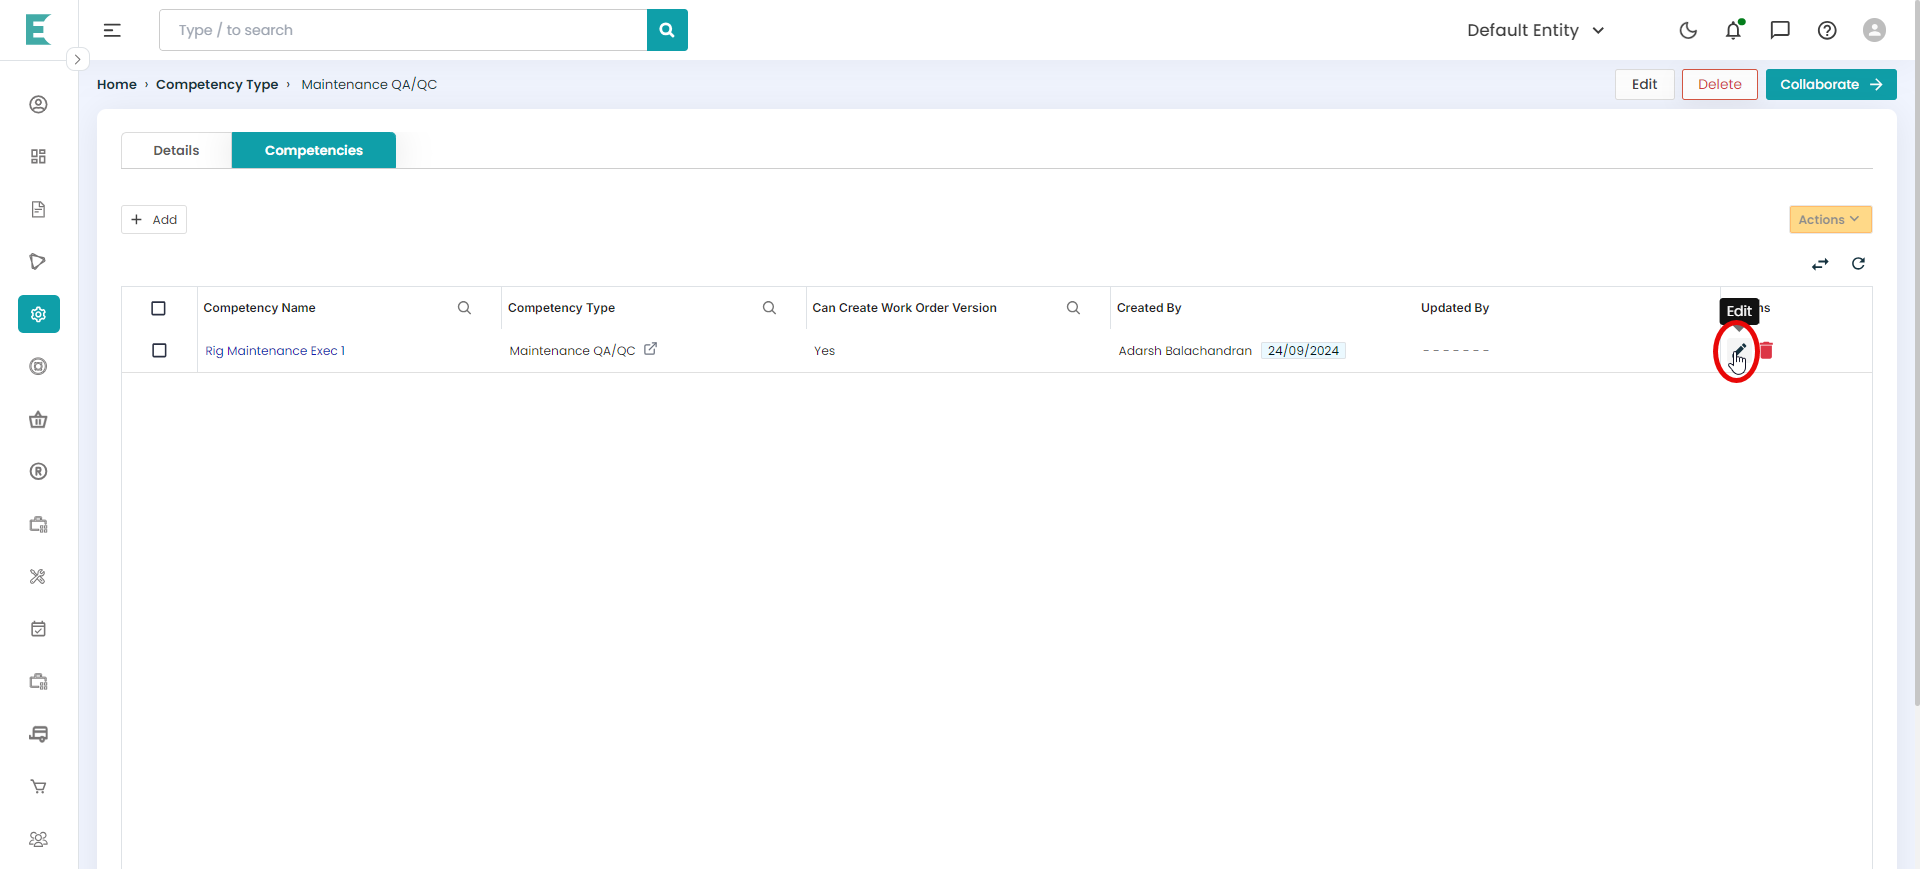 Type / to search
Default Entity
Home › Competency Type › Maintenance QA/QC
Edit
Delete
Collaborate
Details
Competencies
+ Add
Actions
Competency Name
Competency Type
Can Create Work Order Version
Created By
Updated By
Edit
Rig Maintenance Exec 1
Maintenance QA/QC
Yes
Adarsh Balachandran 24/09/2024
-------